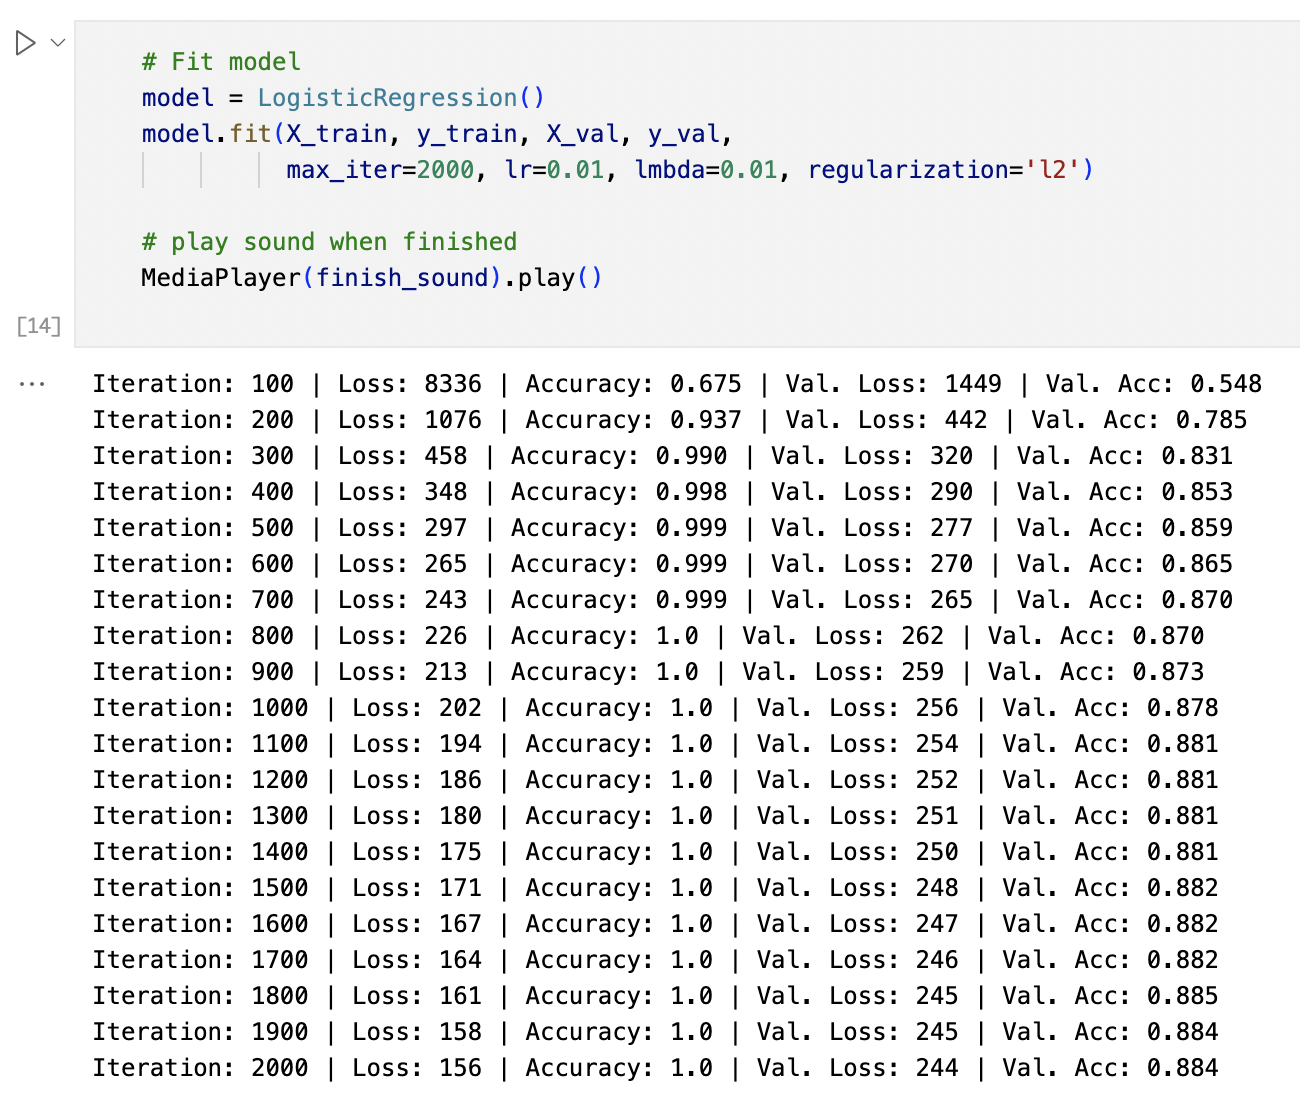 # Fit model
model = LogisticRegression()
model.fit(X_train, y_train, X_val, y_val,
max_iter=2000, lr=0.01, lmbda=0.01, regularization='l2')
# play sound when finished
MediaPlayer(finish_sound).play()
[14]
...
Iteration: 100 | Loss: 8336 | Accuracy: 0.675 | Val. Loss: 1449 | Val. Acc: 0.548
Iteration: 200 | Loss: 1076 | Accuracy: 0.937 | Val. Loss: 442 | Val. Acc: 0.785
Iteration: 300 | Loss: 458 | Accuracy: 0.990 | Val. Loss: 320 | Val. Acc: 0.831
Iteration: 400 | Loss: 348 | Accuracy: 0.998 | Val. Loss: 290 | Val. Acc: 0.853
Iteration: 500 | Loss: 297 | Accuracy: 0.999 | Val. Loss: 277 | Val. Acc: 0.859
Iteration: 600 | Loss: 265 | Accuracy: 0.999 | Val. Loss: 270 | Val. Acc: 0.865
Iteration: 700 | Loss: 243 | Accuracy: 0.999 | Val. Loss: 265 | Val. Acc: 0.870
Iteration: 800 | Loss: 226 | Accuracy: 1.0 | Val. Loss: 262 | Val. Acc: 0.870
Iteration: 900 | Loss: 213 | Accuracy: 1.0 | Val. Loss: 259 | Val. Acc: 0.873
Iteration: 1000 | Loss: 202 | Accuracy: 1.0 | Val. Loss: 256 | Val. Acc: 0.878
Iteration: 1100 | Loss: 194 | Accuracy: 1.0 | Val. Loss: 254 | Val. Acc: 0.881
Iteration: 1200 | Loss: 186 | Accuracy: 1.0 | Val. Loss: 252 | Val. Acc: 0.881
Iteration: 1300 | Loss: 180 | Accuracy: 1.0 | Val. Loss: 251 | Val. Acc: 0.881
Iteration: 1400 | Loss: 175 | Accuracy: 1.0 | Val. Loss: 250 | Val. Acc: 0.881
Iteration: 1500 | Loss: 171 | Accuracy: 1.0 | Val. Loss: 248 | Val. Acc: 0.882
Iteration: 1600 | Loss: 167 | Accuracy: 1.0 | Val. Loss: 247 | Val. Acc: 0.882
Iteration: 1700 | Loss: 164 | Accuracy: 1.0 | Val. Loss: 246 | Val. Acc: 0.882
Iteration: 1800 | Loss: 161 | Accuracy: 1.0 | Val. Loss: 245 | Val. Acc: 0.885
Iteration: 1900 | Loss: 158 | Accuracy: 1.0 | Val. Loss: 245 | Val. Acc: 0.884
Iteration: 2000 | Loss: 156 | Accuracy: 1.0 | Val. Loss: 244 | Val. Acc: 0.884